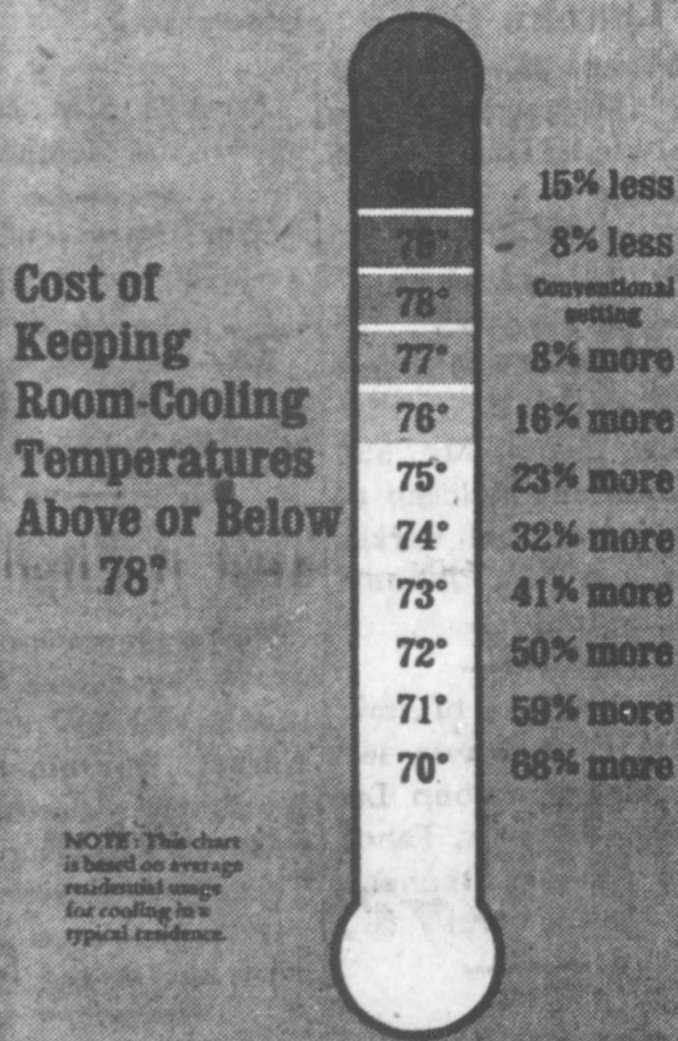 Cost of
Keeping
Room-Cooling
Temperatures
Above or Below
78°
80° 15% less
79° 8% less
78° Conventional
setting
77° 8% more
76° 16% more
75° 23% more
74° 32% more
73° 41% more
72° 50% more
71° 59% more
70° 68% more
NOTE: This chart
is based on average
residential usage
for cooling in a
typical residence.